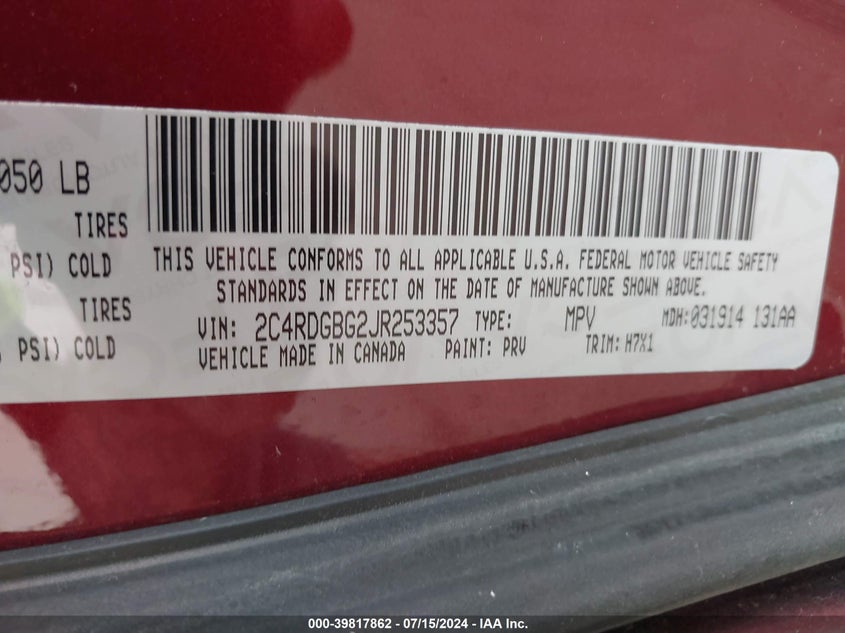 050 LB
TIRES
PSI) COLD
TIRES
PSI) COLD
THIS VEHICLE CONFORMS TO ALL APPLICABLE U.S.A. FEDERAL MOTOR VEHICLE SAFETY
STANDARDS IN EFFECT ON THE DATE OF MANUFACTURE SHOWN ABOVE.
VIN: 2C4RDGBG2JR253357 TYPE: MPV MDH: 031914 131AA
VEHICLE MADE IN CANADA PAINT: PRV TRIM: H7X1
000-39817862 - 07/15/2024 - IAA Inc.